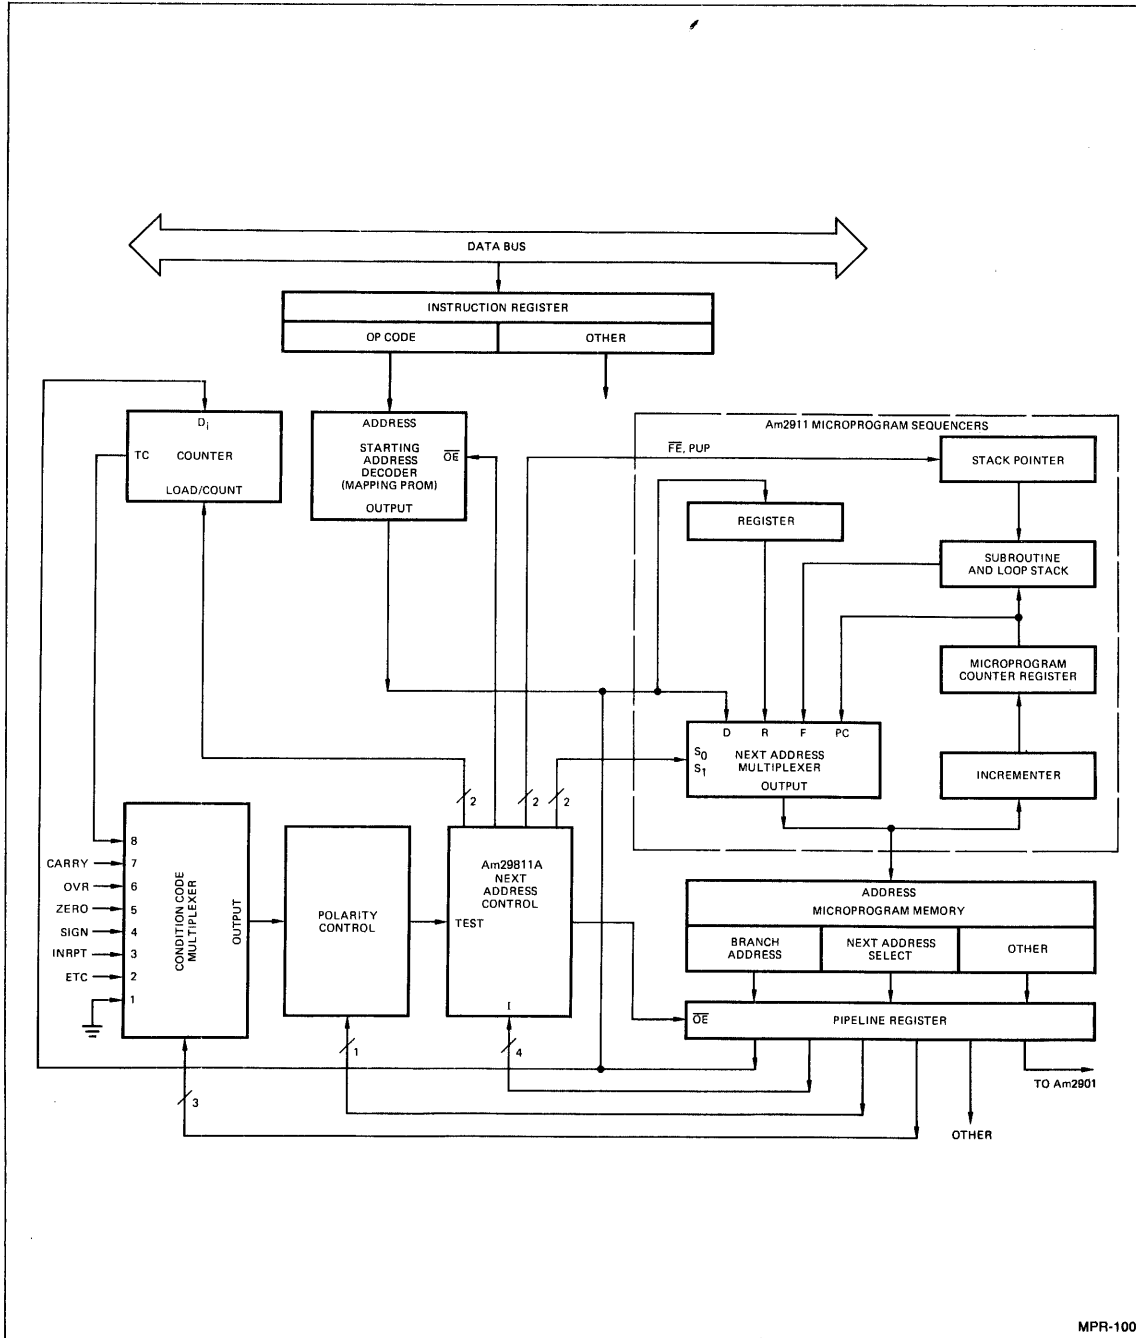 DATA BUS
INSTRUCTION REGISTER
OP CODE
OTHER
Di
TC
COUNTER
LOAD/COUNT
ADDRESS
STARTING
ADDRESS
DECODER
(MAPPING PROM)
OE
OUTPUT
Am2911 MICROPROGRAM SEQUENCERS
FE, PUP
STACK POINTER
REGISTER
SUBROUTINE
AND LOOP STACK
MICROPROGRAM
COUNTER REGISTER
D R F PC
S0
S1
NEXT ADDRESS
MULTIPLEXER
OUTPUT
INCREMENTER
2
2
2
8
CARRY 7
OVR 6
ZERO 5
SIGN 4
INRPT 3
ETC 2
1
CONDITION CODE
MULTIPLEXER
OUTPUT
POLARITY
CONTROL
Am29811A
NEXT
ADDRESS
CONTROL
TEST
I
ADDRESS
MICROPROGRAM MEMORY
BRANCH
ADDRESS
NEXT ADDRESS
SELECT
OTHER
OE
PIPELINE REGISTER
1
4
3
TO Am2901
OTHER
MPR-100